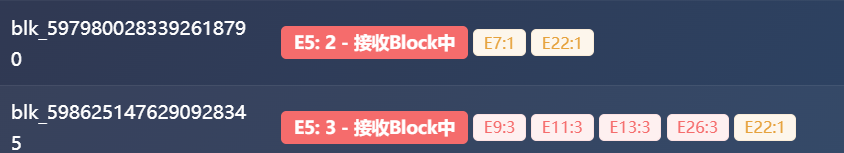 blk_597980028339261879
0
E5: 2 - 接收Block中 E7:1 E22:1
blk_598625147629092834
5
E5: 3 - 接收Block中 E9:3 E11:3 E13:3 E26:3 E22:1